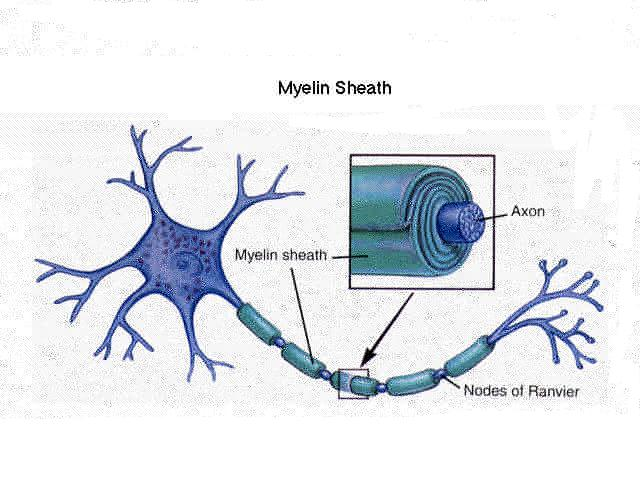 Myelin Sheath
Axon
Myelin sheath
Nodes of Ranvier